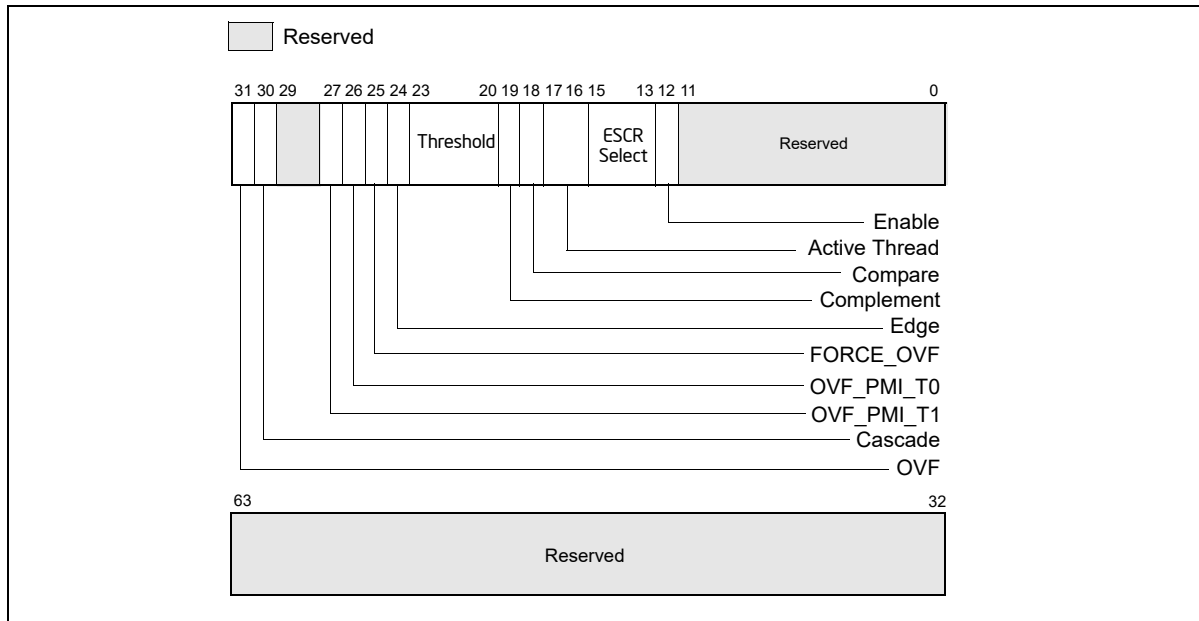 Reserved
31 30 29 27 26 25 24 23 20 19 18 17 16 15 13 12 11 0
Threshold
ESCR
Select
Reserved
Enable
Active Thread
Compare
Complement
Edge
FORCE_OVF
OVF_PMI_T0
OVF_PMI_T1
Cascade
OVF
63 32
Reserved